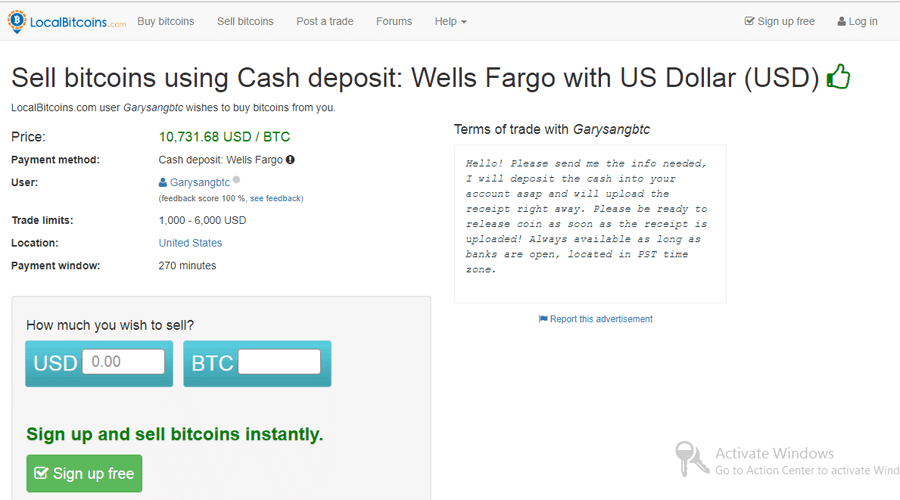 LocalBitcoins.com Buy bitcoins Sell bitcoins Post a trade Forums Help Sign up free Log in
Sell bitcoins using Cash deposit: Wells Fargo with US Dollar (USD)
LocalBitcoins.com user Garysangbtc wishes to buy bitcoins from you.
Price: 10,731.68 USD / BTC
Payment method: Cash deposit: Wells Fargo
User: Garysangbtc
(feedback score 100 %, see feedback)
Trade limits: 1,000 - 6,000 USD
Location: United States
Payment window: 270 minutes
Terms of trade with Garysangbtc
Hello! Please send me the info needed,
I will deposit the cash into your
account asap and will upload the
receipt right away. Please be ready to
release coin as soon as the receipt is
uploaded! Always available as long as
banks are open, located in PST time
zone.
Report this advertisement
How much you wish to sell?
USD 0.00 BTC
Sign up and sell bitcoins instantly.
Sign up free
Activate Windows
Go to Action Center to activate Wind